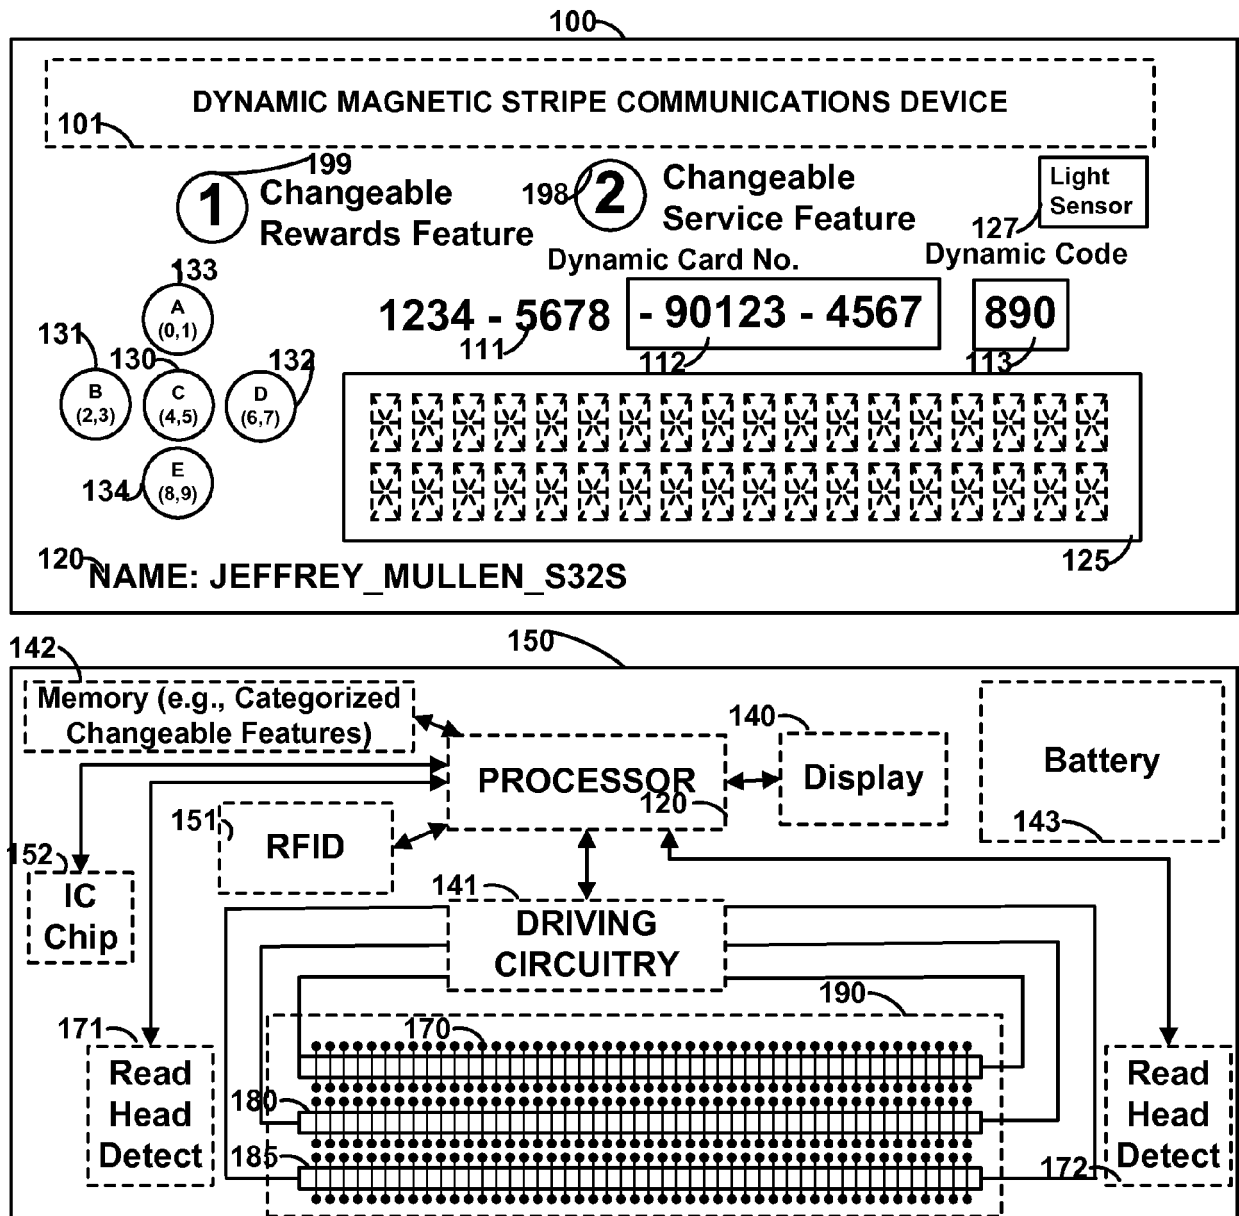 100
DYNAMIC MAGNETIC STRIPE COMMUNICATIONS DEVICE
101
199
1 Changeable
Rewards Feature
198
2 Changeable
Service Feature
Light
Sensor
127
133
A
(0,1)
131
B
(2,3)
130
C
(4,5)
132
D
(6,7)
134
E
(8,9)
Dynamic Card No.
Dynamic Code
1234 - 5678 - 90123 - 4567 890
111
112
113
125
120
NAME: JEFFREY_MULLEN_S32S
150
142
Memory (e.g., Categorized
Changeable Features)
PROCESSOR
120
140
Display
Battery
143
151
RFID
152
IC
Chip
141
DRIVING
CIRCUITRY
190
171
Read
Head
Detect
170
180
185
Read
Head
Detect
172